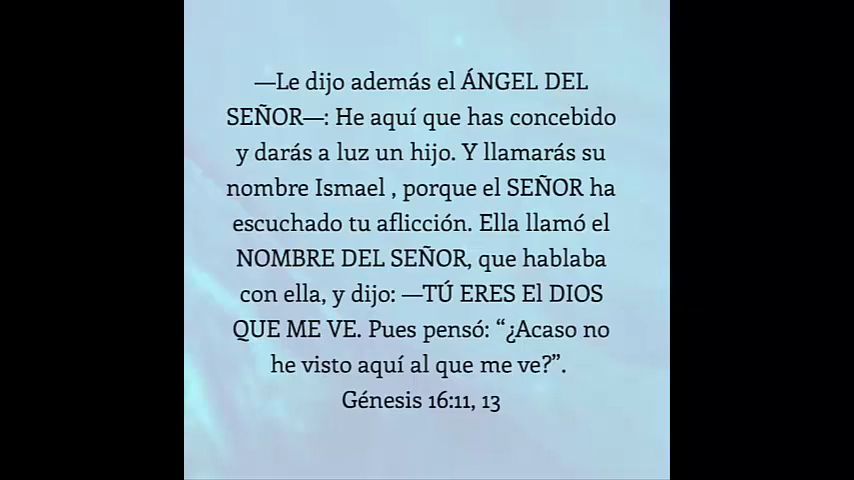 —Le dijo además el ÁNGEL DEL
SEÑOR—: He aquí que has concebido
y darás a luz un hijo. Y llamarás su
nombre Ismael , porque el SEÑOR ha
escuchado tu aflicción. Ella llamó el
NOMBRE DEL SEÑOR, que hablaba
con ella, y dijo: —TÚ ERES El DIOS
QUE ME VE. Pues pensó: “¿Acaso no
he visto aquí al que me ve?”.
Génesis 16:11, 13